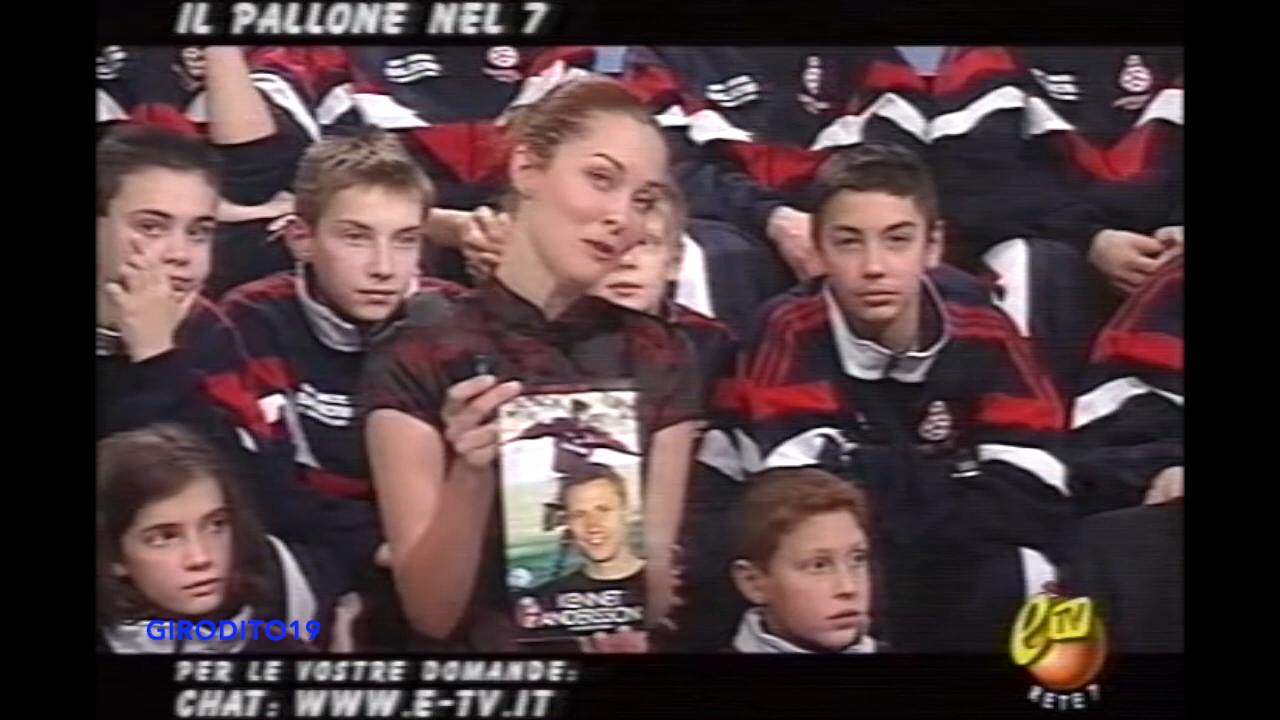 IL PALLONE NEL 7
KENNET
ANDERSSON
GIRODITO19
PER LE VOSTRE DOMANDE:
CHAT: WWW.E-TV.IT
eTV
RETE 7